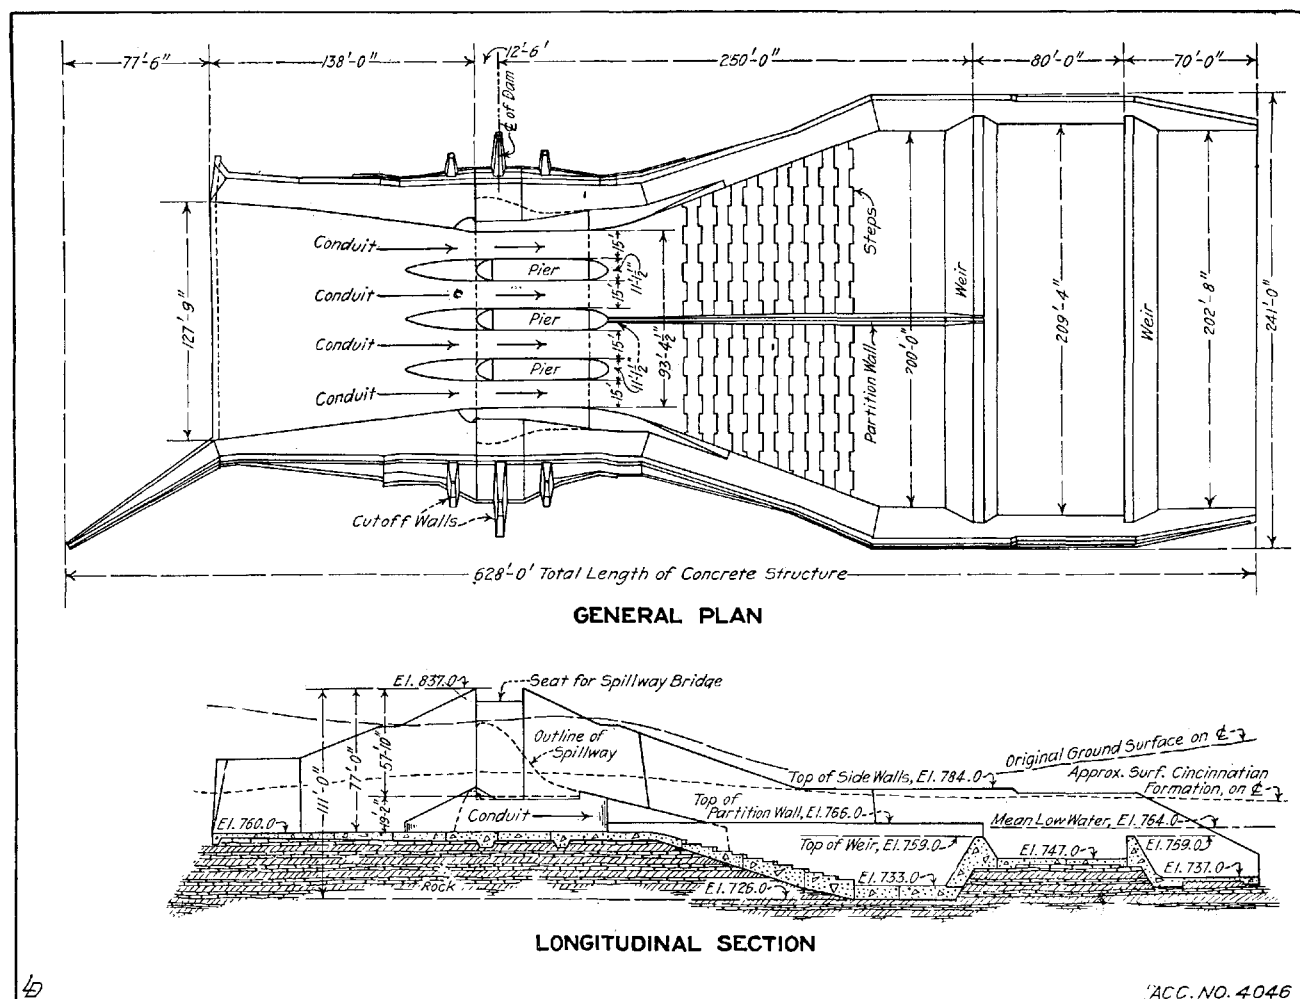 12'-6"
77'-6"
138'-0"
250'-0"
80'-0"
70'-0"
℄ of Dam
127'-9"
Conduit
15'
Pier
11'-1½"
Conduit
15'
Pier
Conduit
15'
Pier
11'-1½"
Conduit
15'
93'-4½"
Steps
Partition Wall
200'-0"
Weir
209'-4"
Weir
202'-8"
241'-0"
Cutoff Walls
628'-0' Total Length of Concrete Structure
GENERAL PLAN
El. 837.0
Seat for Spillway Bridge
Outline of
Spillway
111'-0"
77'-0"
57'-10"
19'-2"
Original Ground Surface on ℄
Top of Side Walls, El. 784.0
Approx. Surf. Cincinnatian
Formation, on ℄
Top of
Partition Wall, El. 766.0
Conduit
El. 760.0
Mean Low Water, El. 764.0
Top of Weir, El. 759.0
El. 747.0
El. 759.0
El. 733.0
El. 737.0
Rock
El. 726.0
LONGITUDINAL SECTION
ACC. NO. 4046